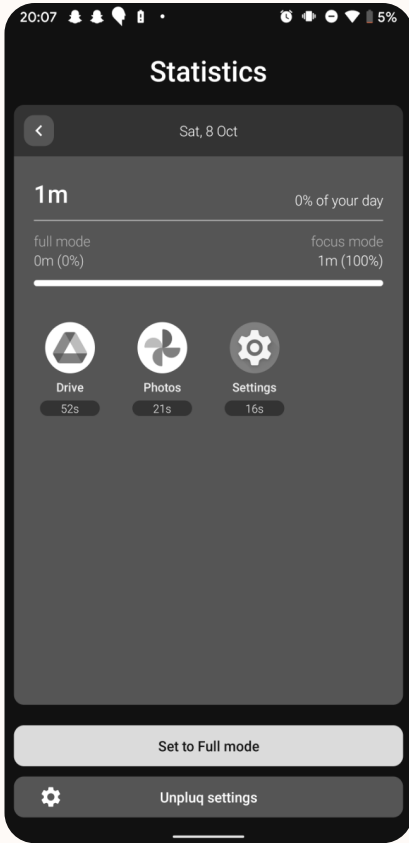 20:07 5%
Statistics
Sat, 8 Oct
1m 0% of your day
full mode focus mode
0m (0%) 1m (100%)
Drive Photos Settings
52s 21s 16s
Set to Full mode
Unpluq settings